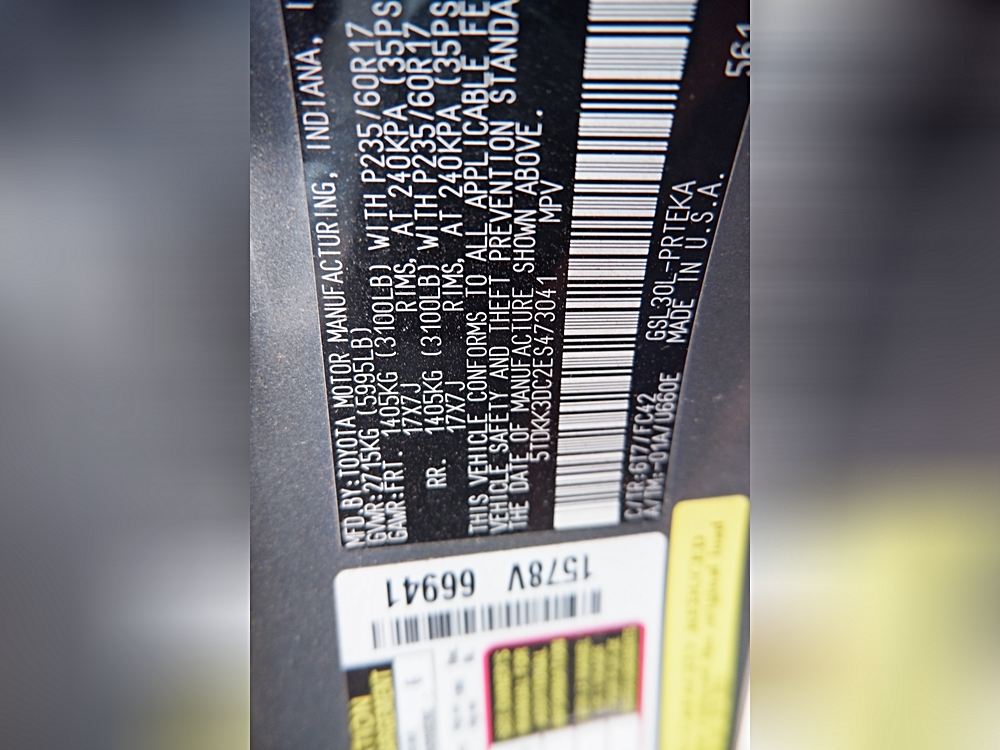 MFD.BY:TOYOTA MOTOR MANUFACTURING, INDIANA,
GVWR:2715KG (5995LB)
GAWR:FRT. 1405KG (3100LB) WITH P235/60R17
17X7J RIMS, AT 240KPA (35PS
RR. 1405KG (3100LB) WITH P235/60R17
17X7J RIMS, AT 240KPA (35PS
THIS VEHICLE CONFORMS TO ALL APPLICABLE FE
VEHICLE SAFETY AND THEFT PREVENTION STANDA
THE DATE OF MANUFACTURE SHOWN ABOVE.
5TDKK3DC2ES473041 MPV
C/TR:6T7/FC42 GSL30L-PRTEKA
A/TM:-01A/U660E MADE IN U.S.A.
561
1578V 66941